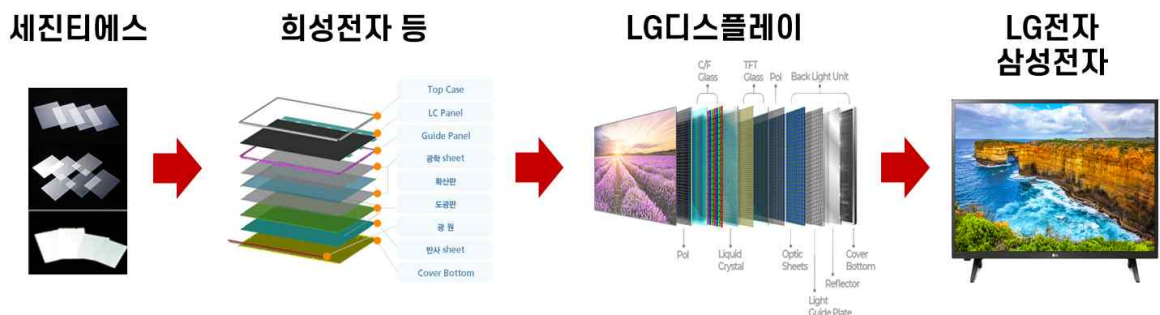 세진티에스
희성전자 등
LG디스플레이
LG전자
삼성전자
Top Case
LC Panel
Guide Panel
광학 sheet
확산판
도광판
광 원
반사 sheet
Cover Bottom
C/F
Glass
TFT
Glass
Pol
Back Light Unit
Pol
Liquid
Crystal
Optic
Sheets
Light
Guide Plate
Reflector
Cover
Bottom
LG